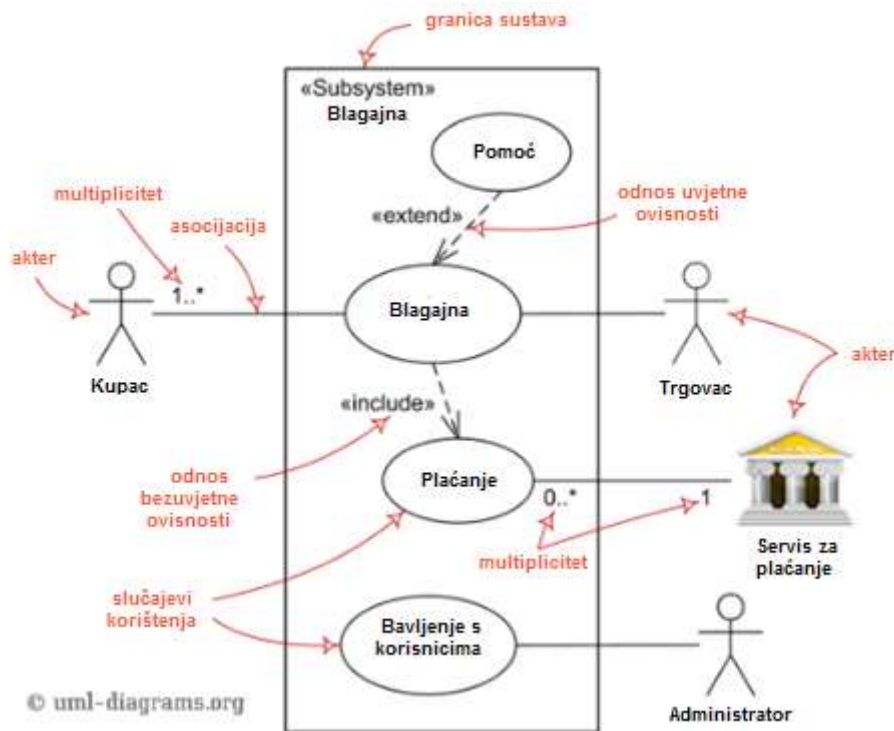 granica sustava
«Subsystem»
Blagajna
Pomoć
multiplicitet
odnos uvjetne
ovisnosti
asocijacija
«extend»
akter
1..*
Blagajna
akter
Kupac
Trgovac
«include»
odnos
bezuvjetne
ovisnosti
Plaćanje
0..*
1
multiplicitet
Servis za
plaćanje
slučajevi
korištenja
Bavljenje s
korisnicima
© uml-diagrams.org
Administrator